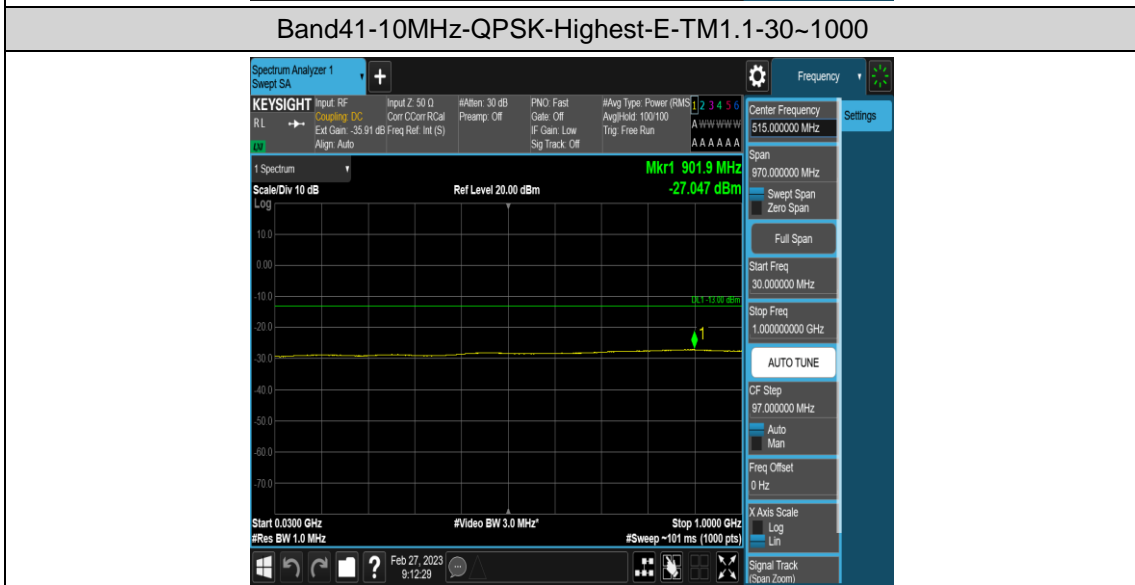 Band41-10MHz-QPSK-Highest-E-TM1.1-30~1000
Spectrum Analyzer 1
Swept SA
+
Frequency
KEYSIGHT
RL
Input: RF
Coupling: DC
Ext Gain: -35.91 dB
Align: Auto
Input Z: 50 Ω
Corr CCorr RCal
Freq Ref: Int (S)
#Atten: 30 dB
Preamp: Off
PNO: Fast
Gate: Off
IF Gain: Low
Sig Track: Off
#Avg Type: Power (RMS
Avg|Hold: 100/100
Trig: Free Run
1 2 3 4 5 6
A W W W W W
A A A A A A
Center Frequency
515.000000 MHz
Settings
1 Spectrum
Scale/Div 10 dB
Log
Ref Level 20.00 dBm
Mkr1 901.9 MHz
-27.047 dBm
10.0
0.00
-10.0
-20.0
-30.0
-40.0
-50.0
-60.0
-70.0
DL1 -13.00 dBm
1
Start 0.0300 GHz
#Res BW 1.0 MHz
#Video BW 3.0 MHz*
Stop 1.0000 GHz
#Sweep ~101 ms (1000 pts)
Span
970.000000 MHz
Swept Span
Zero Span
Full Span
Start Freq
30.000000 MHz
Stop Freq
1.000000000 GHz
AUTO TUNE
CF Step
97.000000 MHz
Auto
Man
Freq Offset
0 Hz
X Axis Scale
Log
Lin
Signal Track
(Span Zoom)
?
Feb 27, 2023
9:12:29